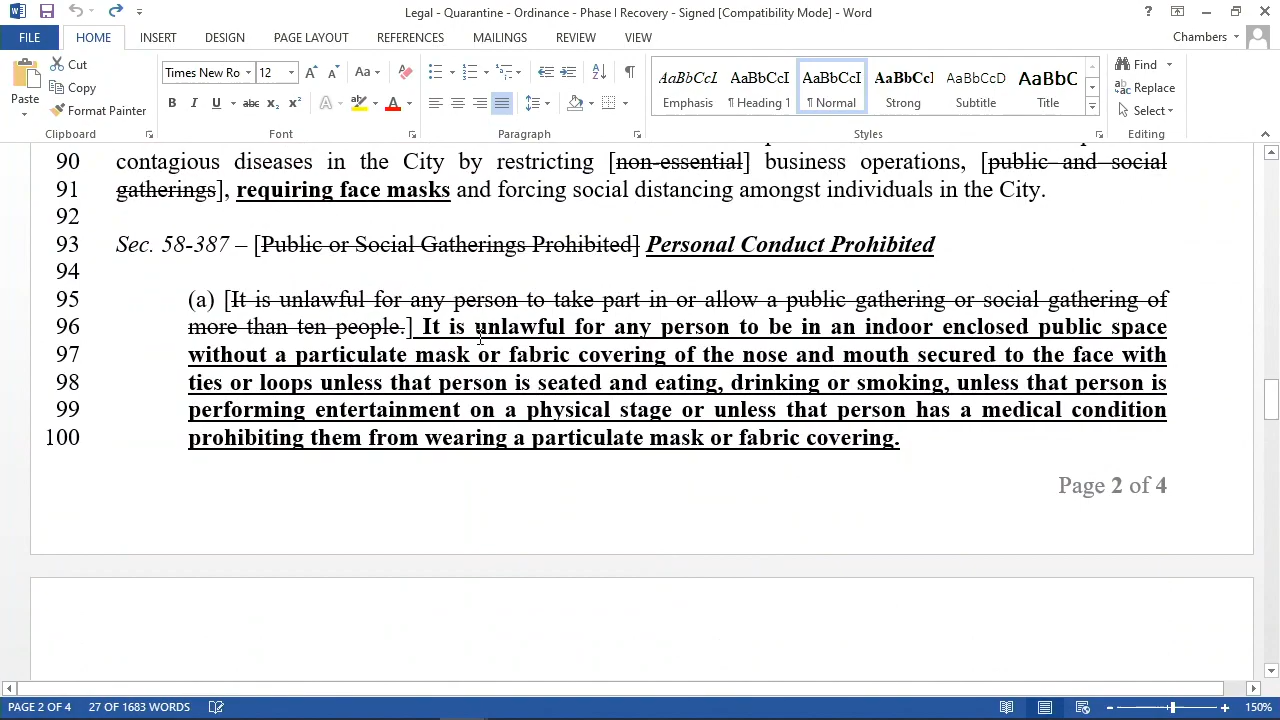 Legal - Quarantine - Ordinance - Phase I Recovery - Signed [Compatibility Mode] - Word
FILE HOME INSERT DESIGN PAGE LAYOUT REFERENCES MAILINGS REVIEW VIEW Chambers
Paste
Cut
Copy
Format Painter
Clipboard
Times New Ro 12
Font
Paragraph
AaBbCcI AaBbCcI AaBbCcI AaBbCcI AaBbCcD AaBbC
Emphasis ¶ Heading 1 ¶ Normal Strong Subtitle Title
Styles
Find
Replace
Select
Editing
90 contagious diseases in the City by restricting [non-essential] business operations, [public and social
91 gatherings], requiring face masks and forcing social distancing amongst individuals in the City.
92
93 Sec. 58-387 – [Public or Social Gatherings Prohibited] Personal Conduct Prohibited
94
95 (a) [It is unlawful for any person to take part in or allow a public gathering or social gathering of
96 more than ten people.] It is unlawful for any person to be in an indoor enclosed public space
97 without a particulate mask or fabric covering of the nose and mouth secured to the face with
98 ties or loops unless that person is seated and eating, drinking or smoking, unless that person is
99 performing entertainment on a physical stage or unless that person has a medical condition
100 prohibiting them from wearing a particulate mask or fabric covering.
Page 2 of 4
PAGE 2 OF 4 27 OF 1683 WORDS 150%